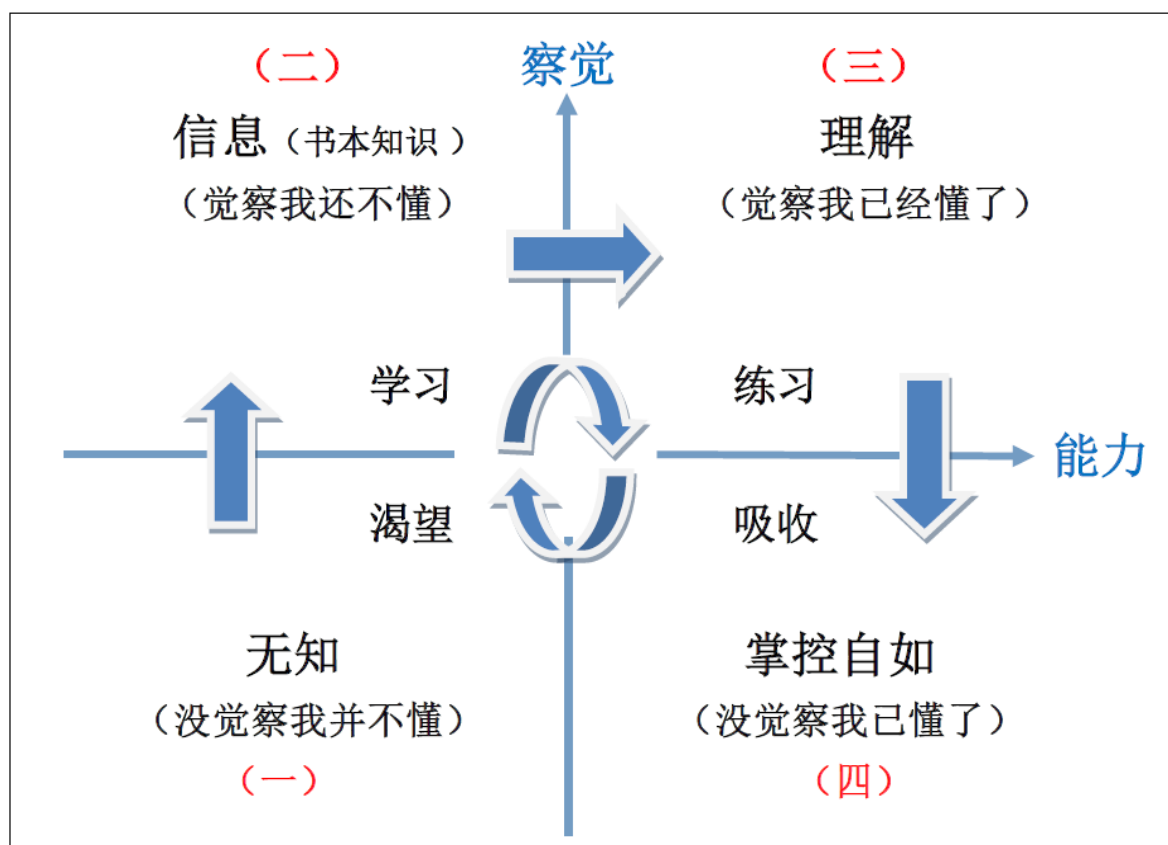 （二）
察觉
（三）
信息（书本知识 ）
理解
（觉察我还不懂）
（觉察我已经懂了）
学习
练习
能力
渴望
吸收
无知
掌控自如
（没觉察我并不懂）
（没觉察我已懂了）
（一）
（四）